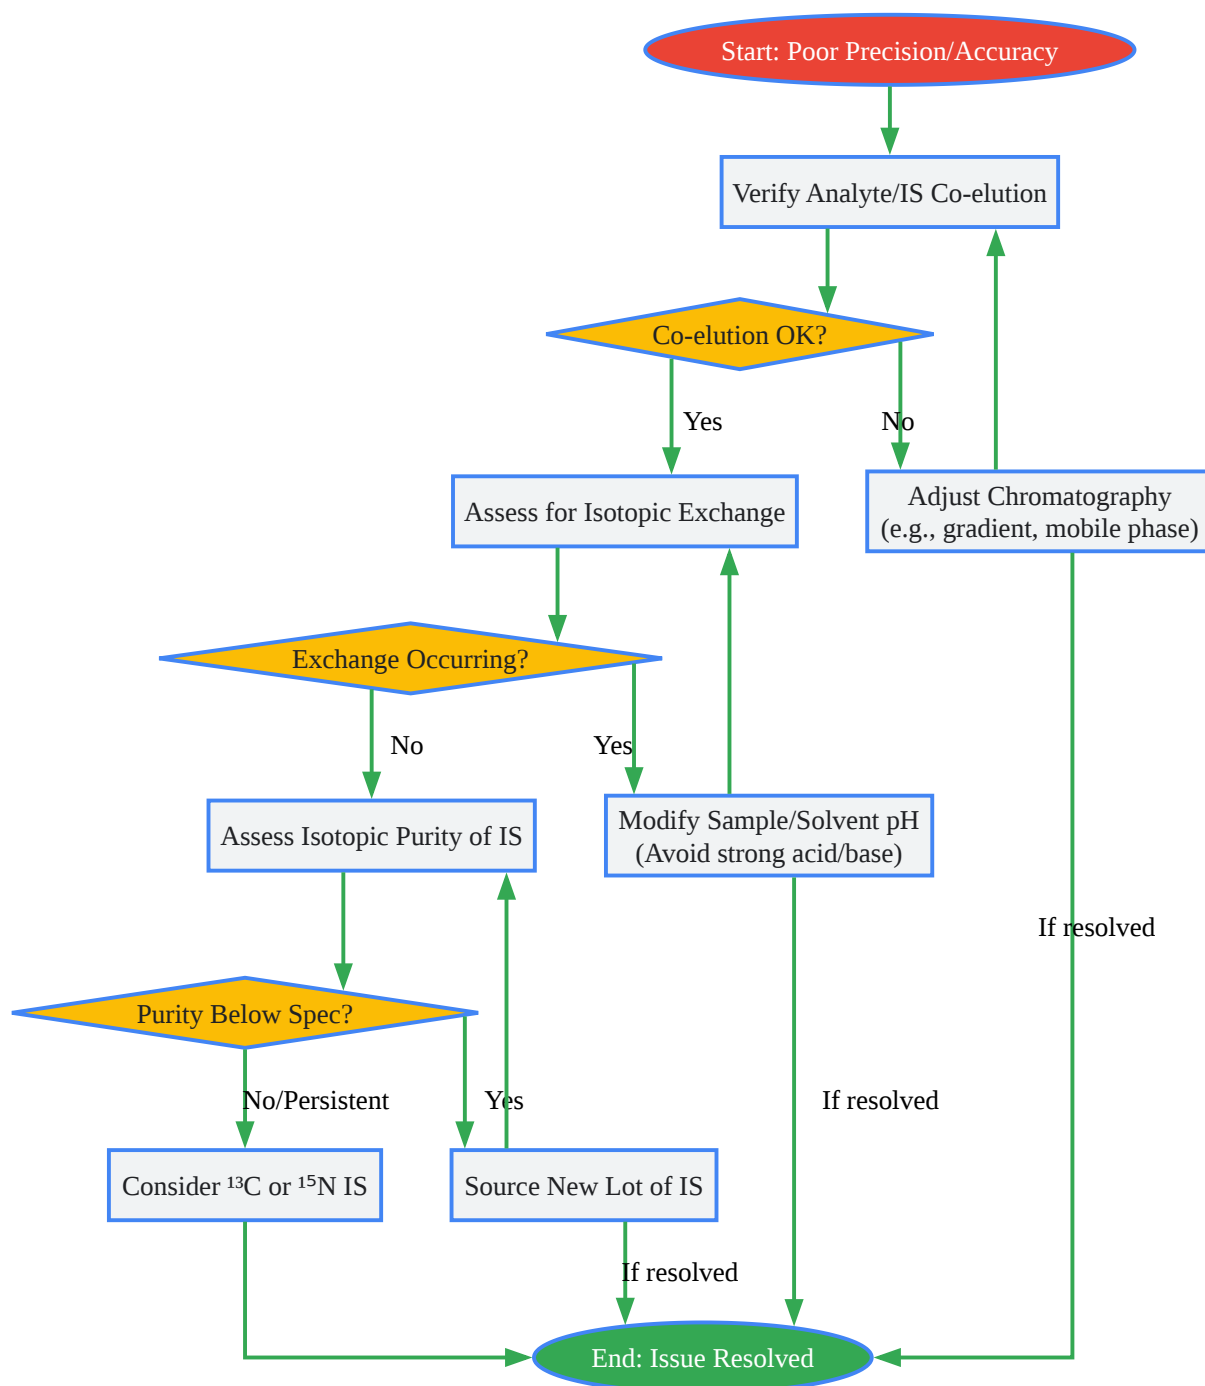 Start: Poor Precision/Accuracy
Verify Analyte/IS Co-elution
Co-elution OK?
Yes
No
Assess for Isotopic Exchange
Adjust Chromatography
(e.g., gradient, mobile phase)
Exchange Occurring?
No
Yes
Assess Isotopic Purity of IS
Modify Sample/Solvent pH
(Avoid strong acid/base)
If resolved
Purity Below Spec?
No/Persistent
Yes
If resolved
Consider ¹³C or ¹⁵N IS
Source New Lot of IS
If resolved
End: Issue Resolved